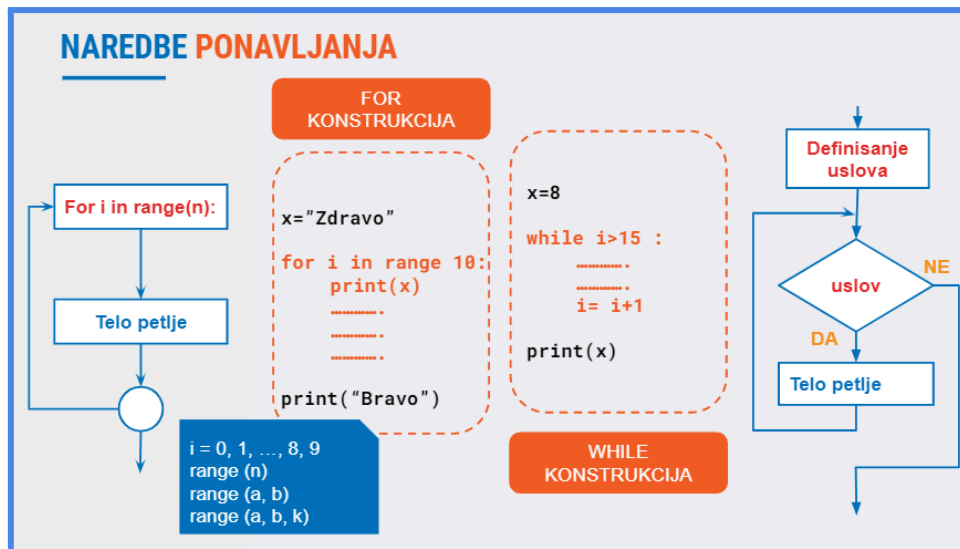 NAREDBE PONAVLJANJA
For i in range(n):
Telo petlje
FOR
KONSTRUKCIJA
x=”Zdravo”
for i in range 10:
print(x)
………….
………….
………….
print(“Bravo”)
i = 0, 1, …, 8, 9
range (n)
range (a, b)
range (a, b, k)
x=8
while i>15 :
………….
………….
i= i+1
print(x)
WHILE
KONSTRUKCIJA
Definisanje
uslova
uslov
NE
DA
Telo petlje